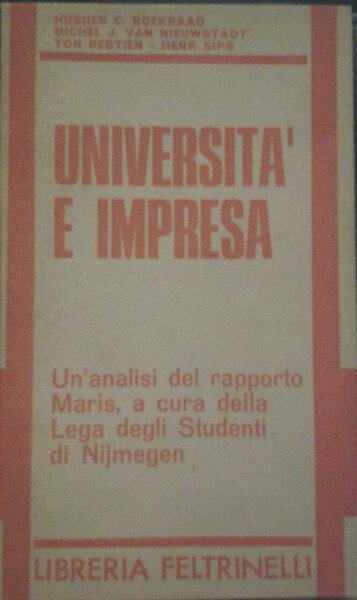 HUGUES C. BOEKRAAD
MICHEL J. VAN NIEUWSTADT
TON REGTIEN - HENK SIPS
UNIVERSITA'
E IMPRESA
Un'analisi del rapporto
Maris, a cura della
Lega degli Studenti
di Nijmegen
LIBRERIA FELTRINELLI